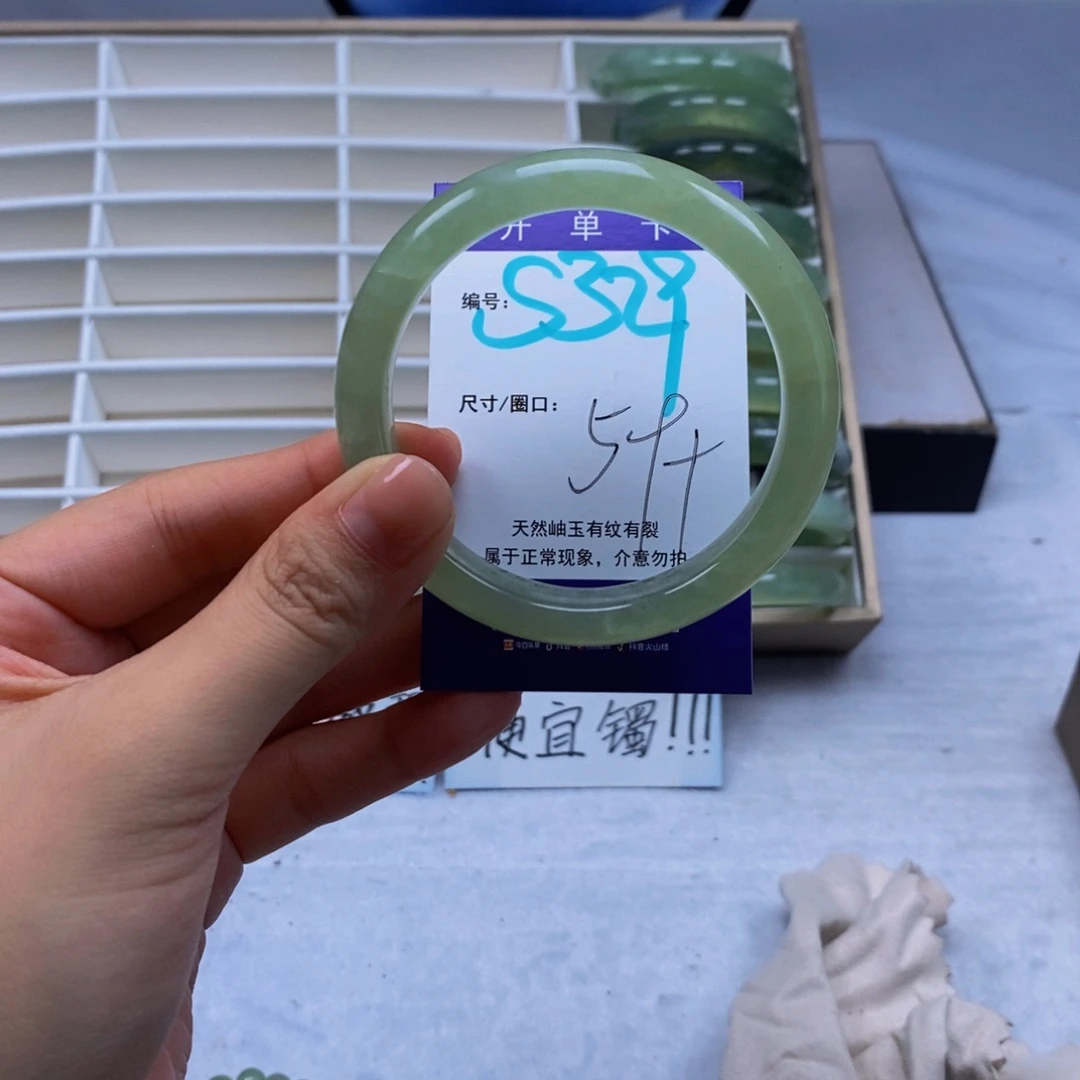 开单卡
编号: S329
尺寸/圈口: 59+
天然岫玉有纹有裂
属于正常现象，介意勿拍
便宜镯!!!